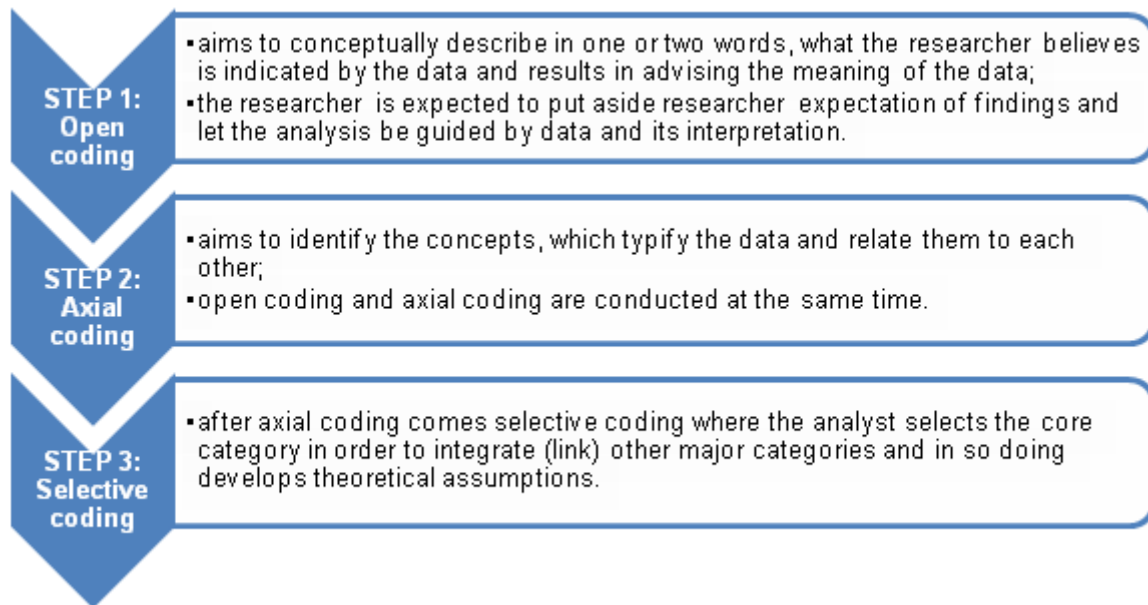 STEP 1:
Open
coding
▪aims to conceptually describe in one or two words, what the researcher believes
is indicated by the data and results in advising the meaning of the data;
▪the researcher is expected to put aside researcher expectation of findings and
let the analysis be guided by data and its interpretation.
STEP 2:
Axial
coding
▪aims to identify the concepts, which typify the data and relate them to each
other;
▪open coding and axial coding are conducted at the same time.
STEP 3:
Selective
coding
▪after axial coding comes selective coding where the analyst selects the core
category in order to integrate (link) other major categories and in so doing
develops theoretical assumptions.